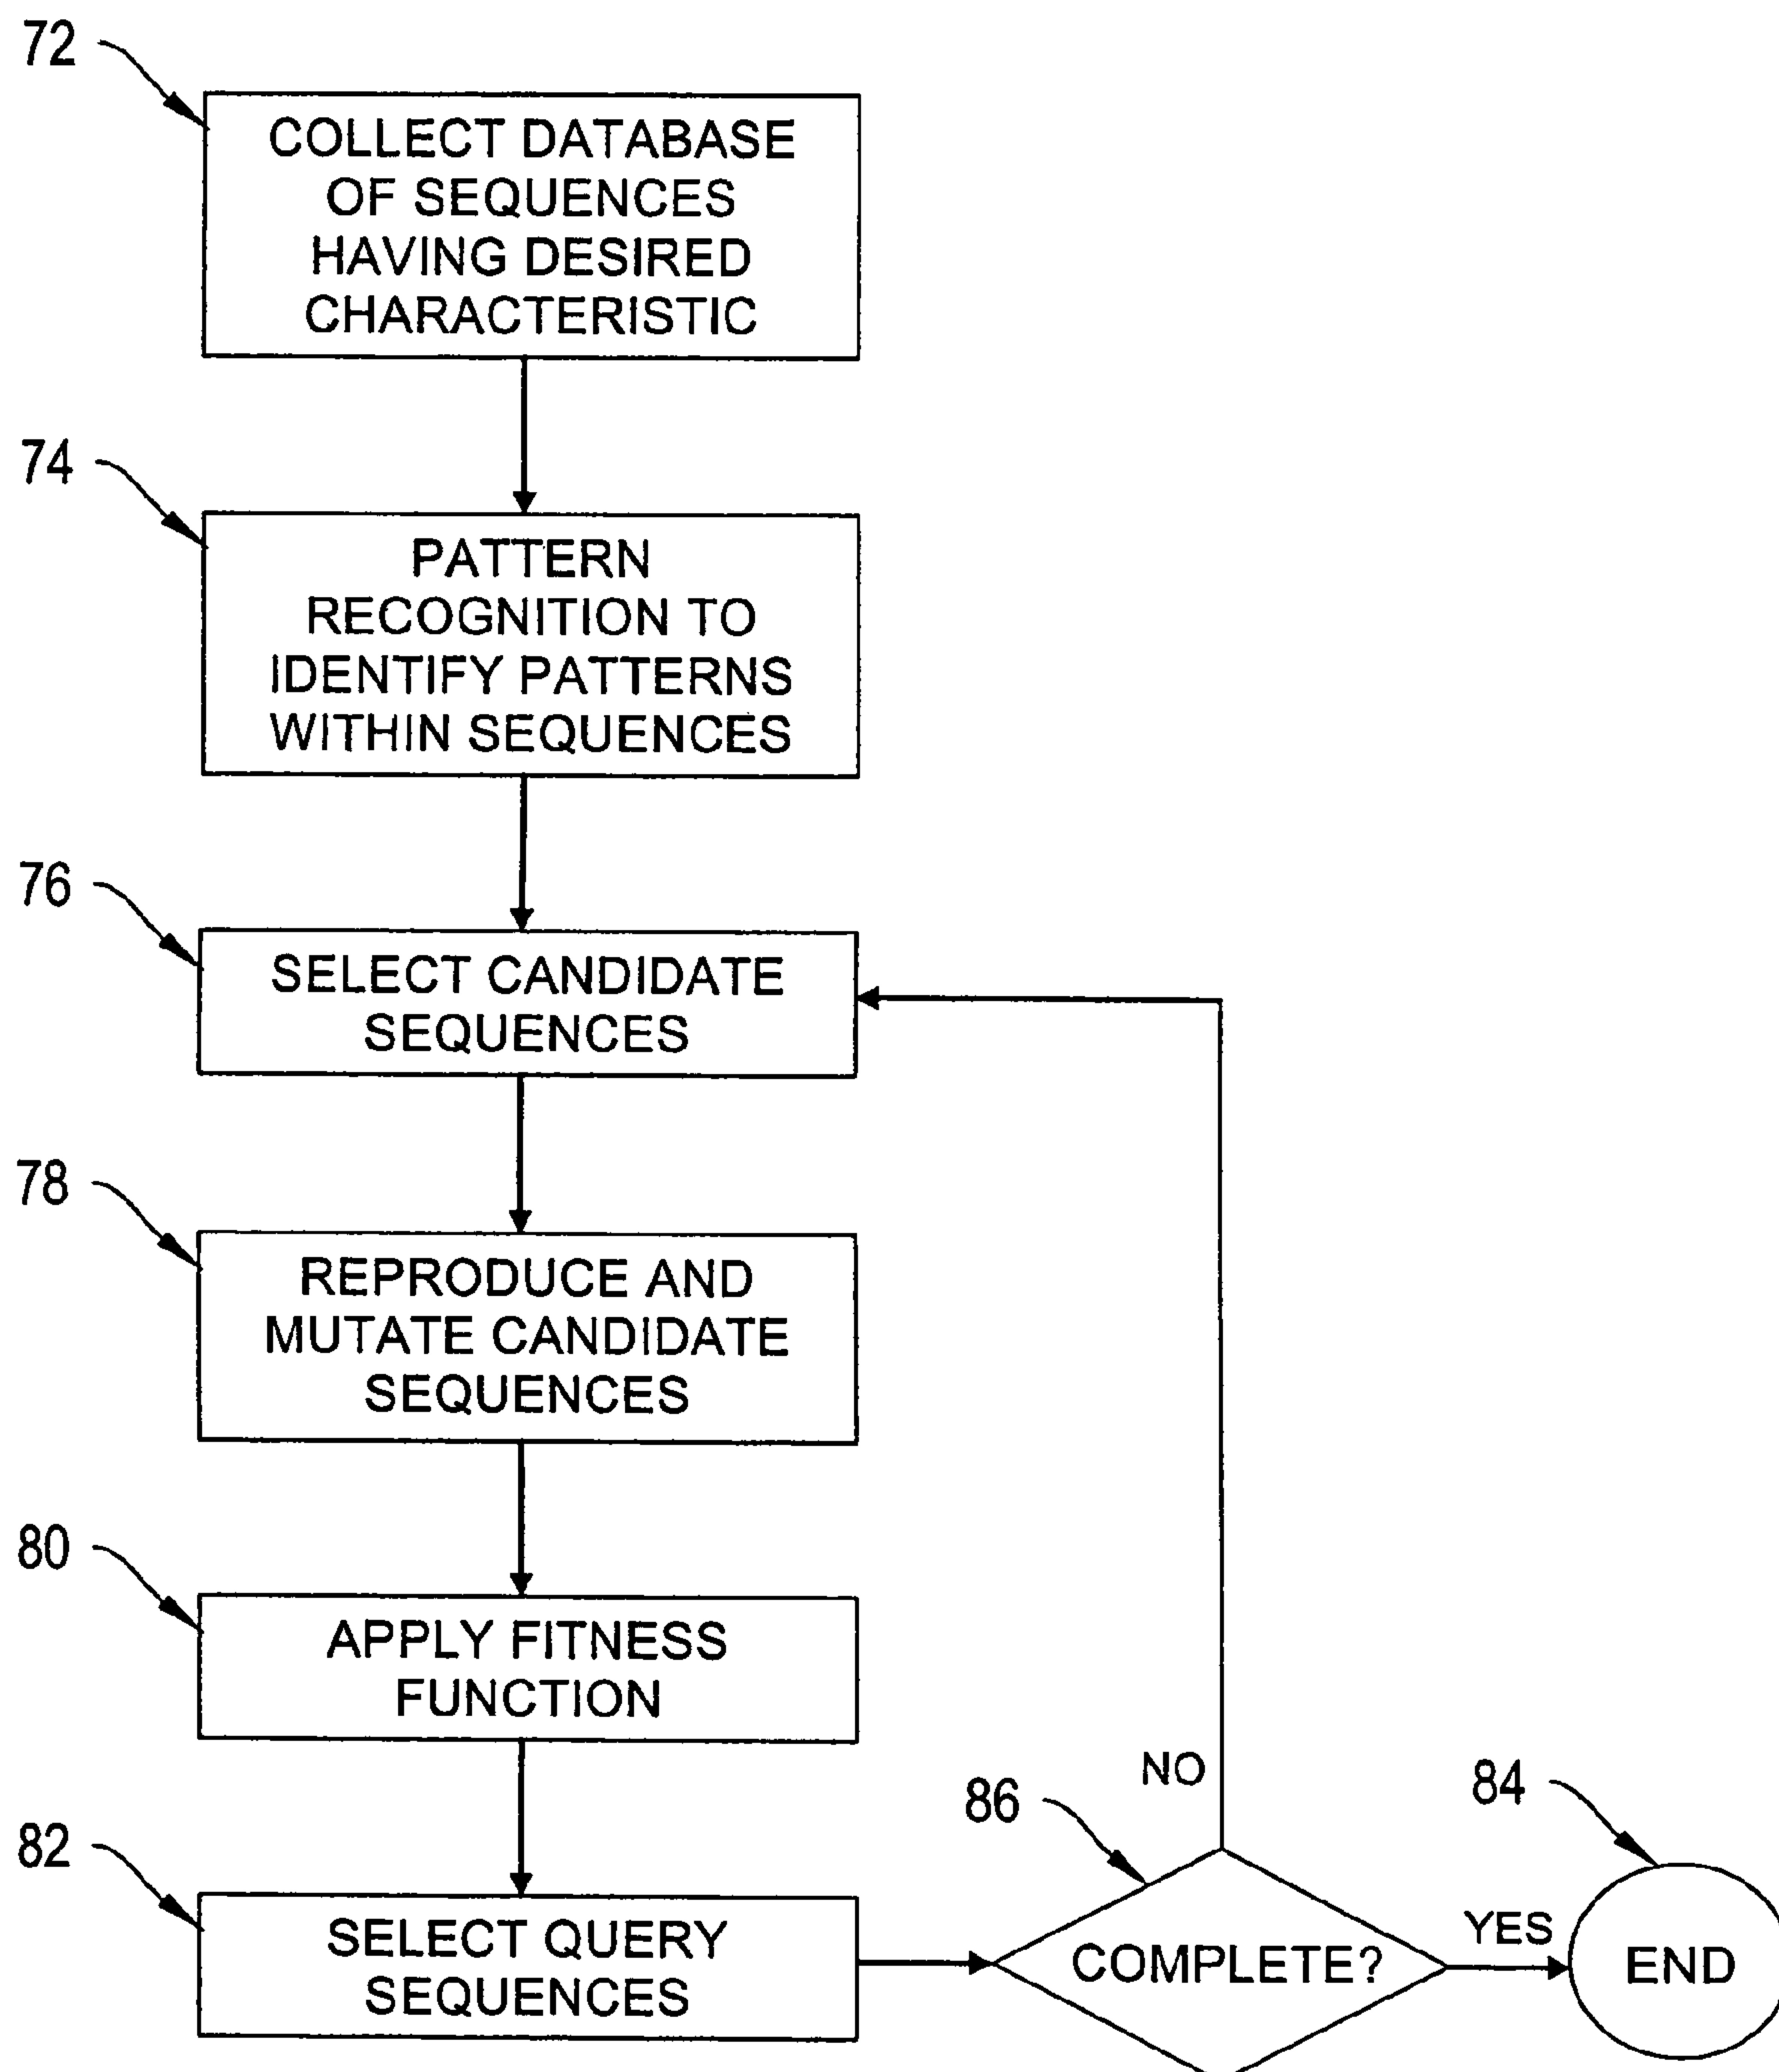 72
COLLECT DATABASE
OF SEQUENCES
HAVING DESIRED
CHARACTERISTIC
74
PATTERN
RECOGNITION TO
IDENTIFY PATTERNS
WITHIN SEQUENCES
76
SELECT CANDIDATE
SEQUENCES
78
REPRODUCE AND
MUTATE CANDIDATE
SEQUENCES
80
APPLY FITNESS
FUNCTION
82
SELECT QUERY
SEQUENCES
86
COMPLETE?
NO
YES
84
END